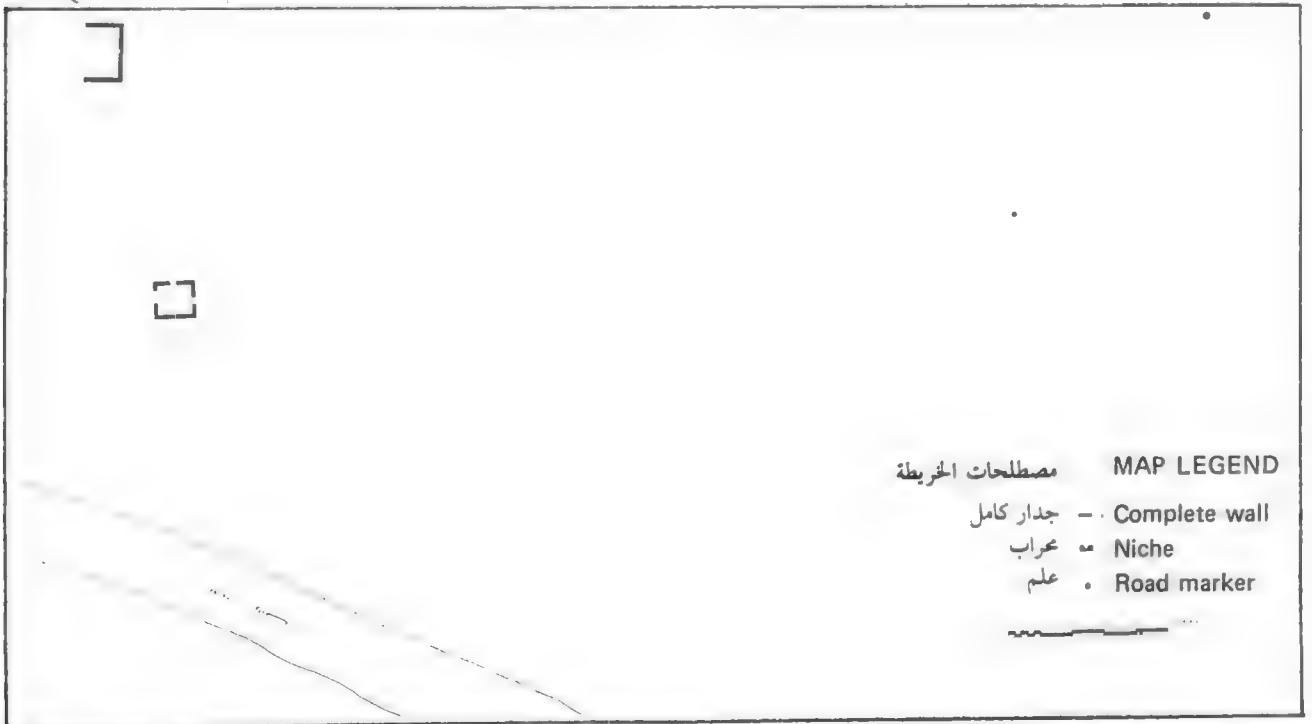 مصطلحات الخريطة MAP LEGEND
جدار كامل Complete wall
محراب Niche
علم Road marker